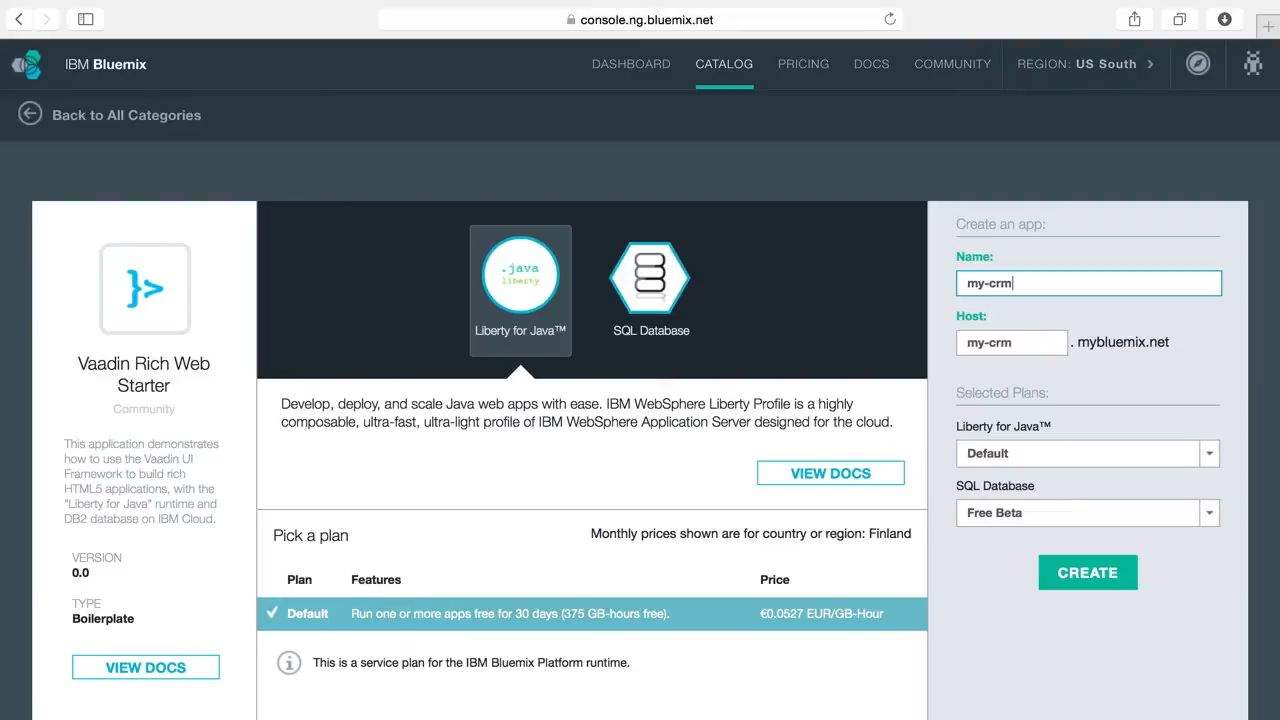 console.ng.bluemix.net
IBM Bluemix
DASHBOARD
CATALOG
PRICING
DOCS
COMMUNITY
REGION: US South
Back to All Categories
Vaadin Rich Web
Starter
Community
This application demonstrates
how to use the Vaadin UI
Framework to build rich
HTML5 applications, with the
"Liberty for Java" runtime and
DB2 database on IBM Cloud.
VERSION
0.0
TYPE
Boilerplate
VIEW DOCS
.java
liberty
Liberty for Java™
SQL Database
Develop, deploy, and scale Java web apps with ease. IBM WebSphere Liberty Profile is a highly
composable, ultra-fast, ultra-light profile of IBM WebSphere Application Server designed for the cloud.
VIEW DOCS
Pick a plan
Monthly prices shown are for country or region: Finland
Plan Features Price
Default Run one or more apps free for 30 days (375 GB-hours free). €0.0527 EUR/GB-Hour
This is a service plan for the IBM Bluemix Platform runtime.
Create an app:
Name:
my-crm
Host:
my-crm . mybluemix.net
Selected Plans:
Liberty for Java™
Default
SQL Database
Free Beta
CREATE